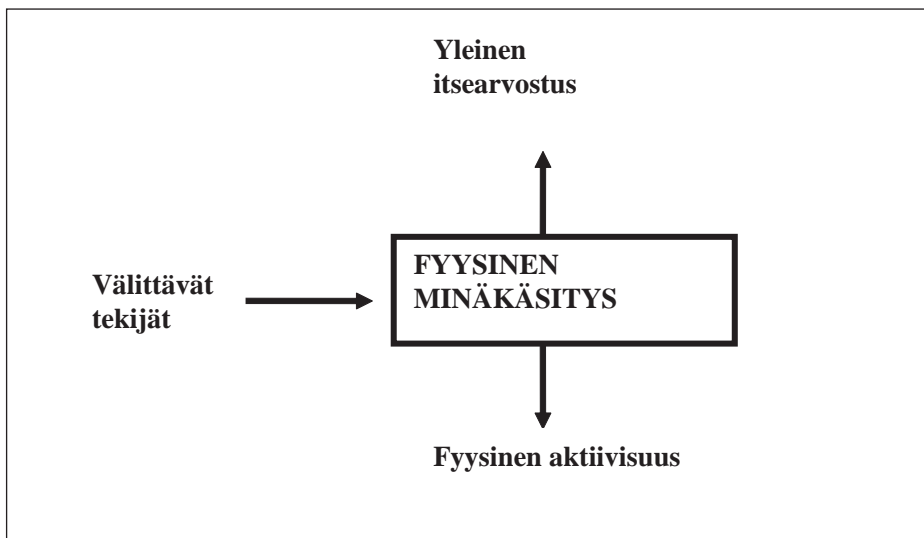 Yleinen
itsearvostus
FYYSINEN
MINÄKÄSITYS
Välittävät
tekijät
Fyysinen aktiivisuus